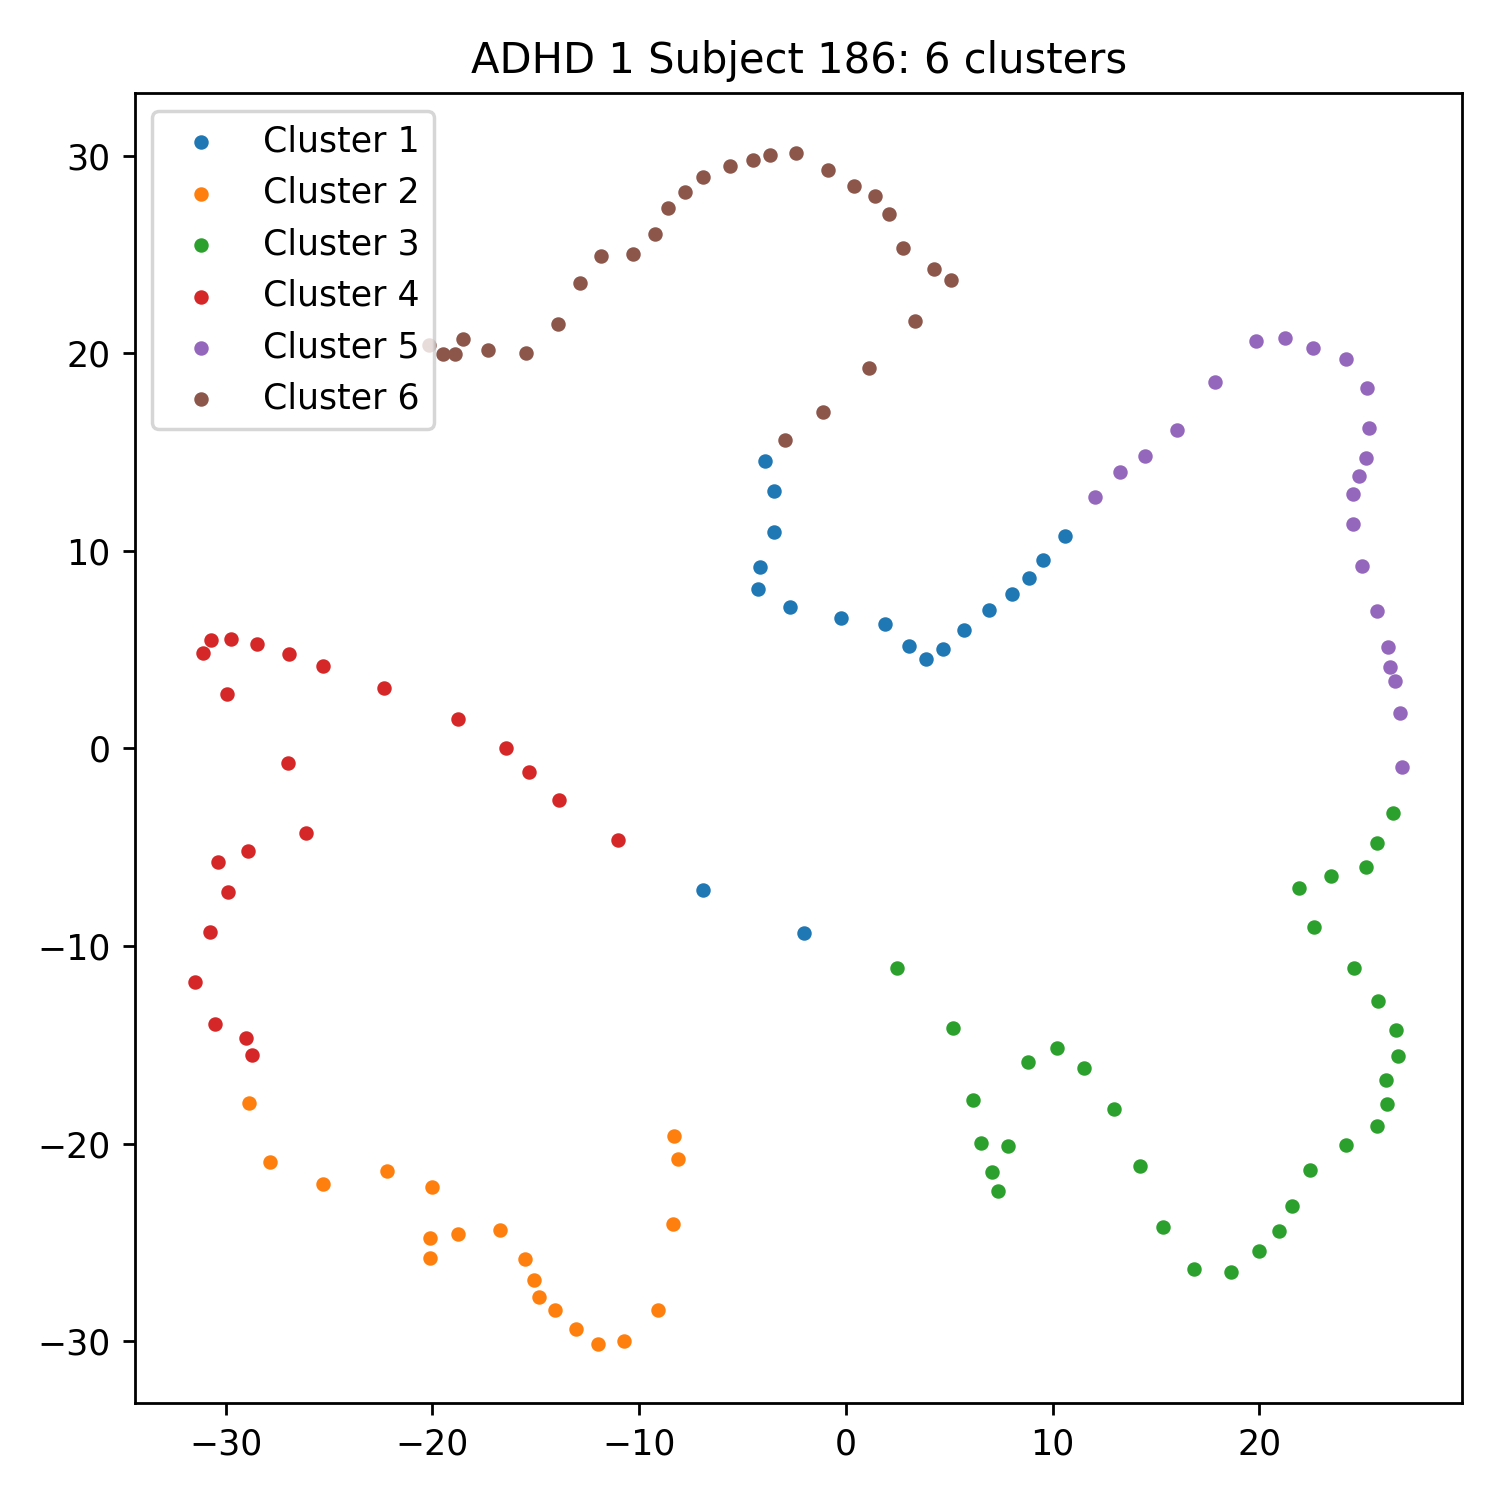 ADHD 1 Subject 186: 6 clusters
Cluster 1
Cluster 2
Cluster 3
Cluster 4
Cluster 5
Cluster 6
30
20
10
0
−10
−20
−30
−30 −20 −10 0 10 20